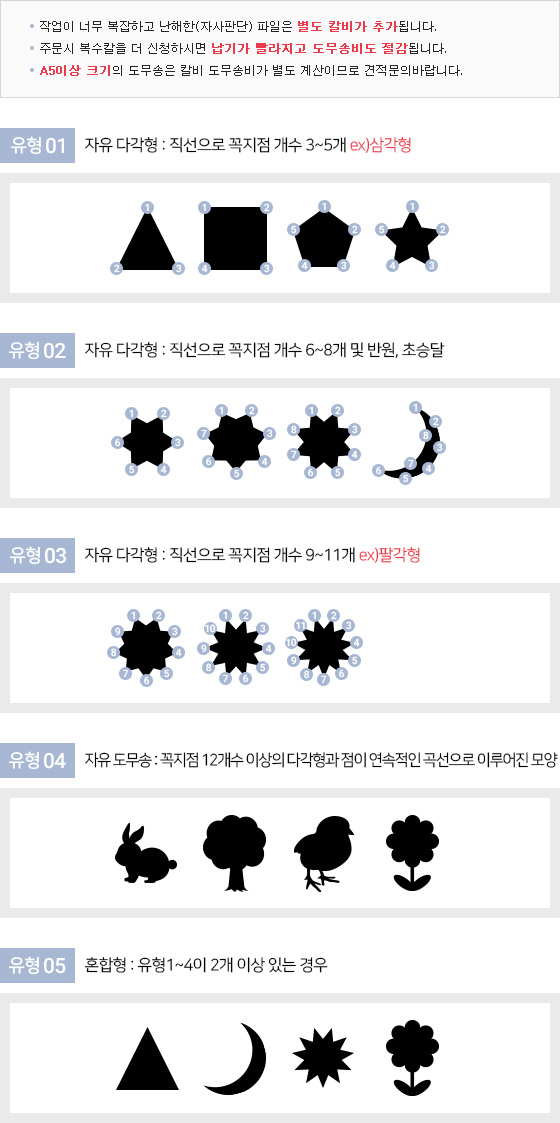 • 작업이 너무 복잡하고 난해한(자사판단) 파일은 별도 칼비가 추가됩니다.
• 주문시 복수칼을 더 신청하시면 납기가 빨라지고 도무송비도 절감됩니다.
• A5이상 크기의 도무송은 칼비 도무송비가 별도 계산이므로 견적문의바랍니다.
유형 01 자유 다각형 : 직선으로 꼭지점 개수 3~5개 ex)삼각형
1 2 3
1 2 3 4
1 2 3 4 5
1 2 3 4 5
유형 02 자유 다각형 : 직선으로 꼭지점 개수 6~8개 및 반원, 초승달
1 2 3 4 5 6
1 2 3 4 5 6 7
1 2 3 4 5 6 7 8
1 2 3 4 5 6 7 8
유형 03 자유 다각형 : 직선으로 꼭지점 개수 9~11개 ex)팔각형
1 2 3 4 5 6 7 8 9
1 2 3 4 5 6 7 8 9 10
1 2 3 4 5 6 7 8 9 10 11
유형 04 자유 도무송 : 꼭지점 12개수 이상의 다각형과 점이 연속적인 곡선으로 이루어진 모양
유형 05 혼합형 : 유형1~4이 2개 이상 있는 경우